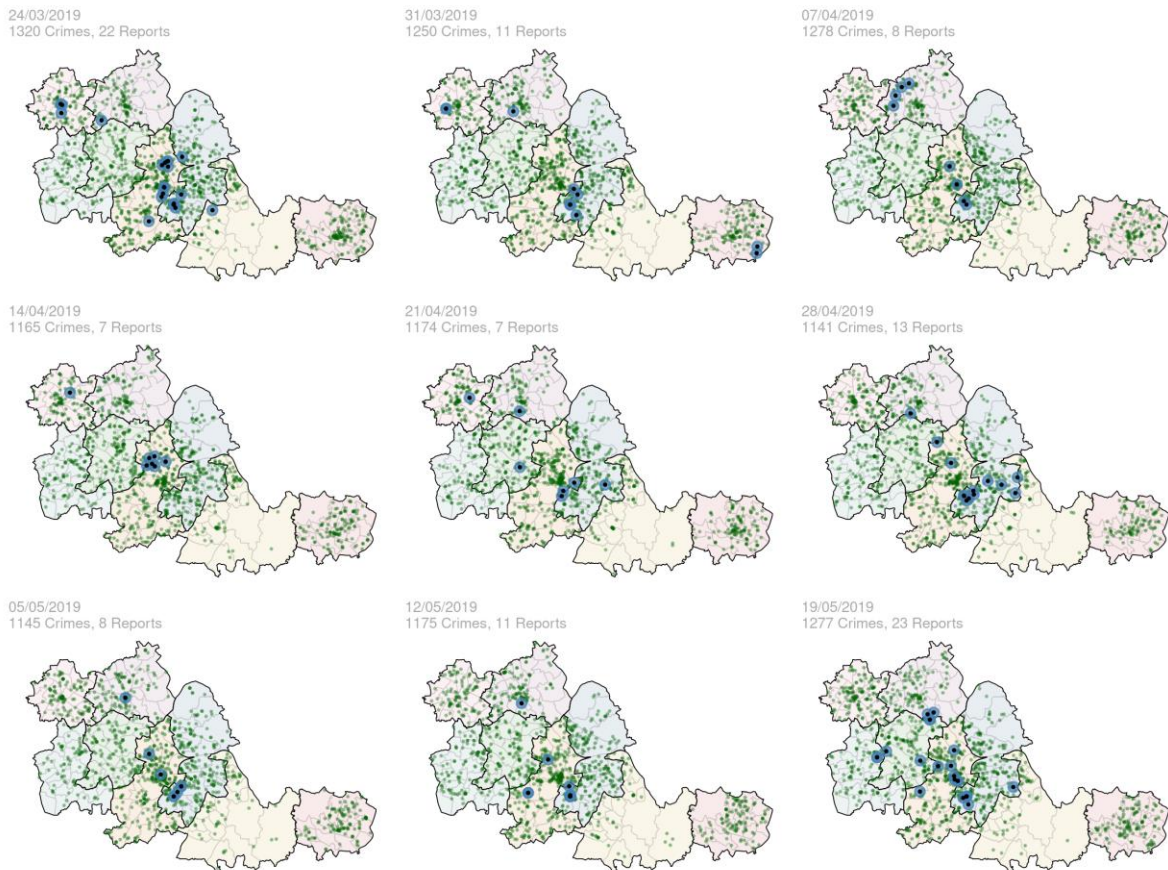 24/03/2019
1320 Crimes, 22 Reports
31/03/2019
1250 Crimes, 11 Reports
07/04/2019
1278 Crimes, 8 Reports
14/04/2019
1165 Crimes, 7 Reports
21/04/2019
1174 Crimes, 7 Reports
28/04/2019
1141 Crimes, 13 Reports
05/05/2019
1145 Crimes, 8 Reports
12/05/2019
1175 Crimes, 11 Reports
19/05/2019
1277 Crimes, 23 Reports